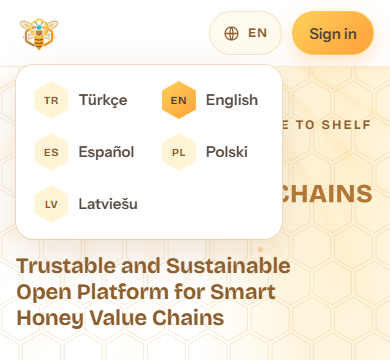 EN
Sign in
TR Türkçe
EN English
E TO SHELF
ES Español
PL Polski
CHAINS
LV Latviešu
Trustable and Sustainable
Open Platform for Smart
Honey Value Chains